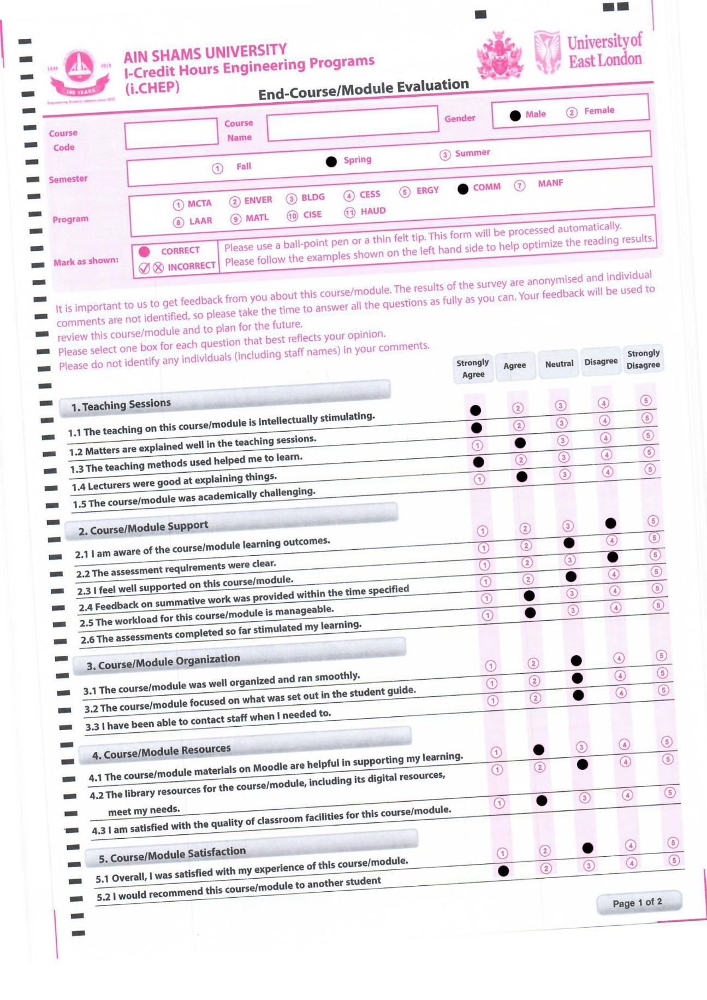 AIN SHAMS UNIVERSITY
I-Credit Hours Engineering Programs
(i.CHEP)
End-Course/Module Evaluation
University of
East London
180 YEARS
1839 2019
Course
Code
Course
Name
Gender
Male ② Female
Semester
① Fall Spring ③ Summer
Program
① MCTA ② ENVER ③ BLDG ④ CESS ⑤ ERGY COMM ⑦ MANF
⑧ LAAR ⑨ MATL ⑩ CISE ⑪ HAUD
Mark as shown:
CORRECT
INCORRECT
Please use a ball-point pen or a thin felt tip. This form will be processed automatically.
Please follow the examples shown on the left hand side to help optimize the reading results.
It is important to us to get feedback from you about this course/module. The results of the survey are anonymised and individual
comments are not identified, so please take the time to answer all the questions as fully as you can. Your feedback will be used to
review this course/module and to plan for the future.
Please select one box for each question that best reflects your opinion.
Please do not identify any individuals (including staff names) in your comments.
Strongly Agree
Agree
Neutral
Disagree
Strongly Disagree
1. Teaching Sessions
1.1 The teaching on this course/module is intellectually stimulating. ② ③ ④ ⑤
1.2 Matters are explained well in the teaching sessions. ② ③ ④ ⑤
1.3 The teaching methods used helped me to learn. ① ③ ④ ⑤
1.4 Lecturers were good at explaining things. ② ③ ④ ⑤
1.5 The course/module was academically challenging. ① ③ ④ ⑤
2. Course/Module Support
2.1 I am aware of the course/module learning outcomes. ① ② ③ ⑤
2.2 The assessment requirements were clear. ① ② ④ ⑤
2.3 I feel well supported on this course/module. ① ② ③ ⑤
2.4 Feedback on summative work was provided within the time specified ① ② ④ ⑤
2.5 The workload for this course/module is manageable. ① ③ ④ ⑤
2.6 The assessments completed so far stimulated my learning. ① ③ ④ ⑤
3. Course/Module Organization
3.1 The course/module was well organized and ran smoothly. ① ② ④ ⑤
3.2 The course/module focused on what was set out in the student guide. ① ② ④ ⑤
3.3 I have been able to contact staff when I needed to. ① ② ④ ⑤
4. Course/Module Resources
4.1 The course/module materials on Moodle are helpful in supporting my learning. ① ③ ④ ⑤
4.2 The library resources for the course/module, including its digital resources, ① ② ④ ⑤
meet my needs.
4.3 I am satisfied with the quality of classroom facilities for this course/module. ① ③ ④ ⑤
5. Course/Module Satisfaction
5.1 Overall, I was satisfied with my experience of this course/module. ① ② ④ ⑤
5.2 I would recommend this course/module to another student ② ③ ④ ⑤
Page 1 of 2